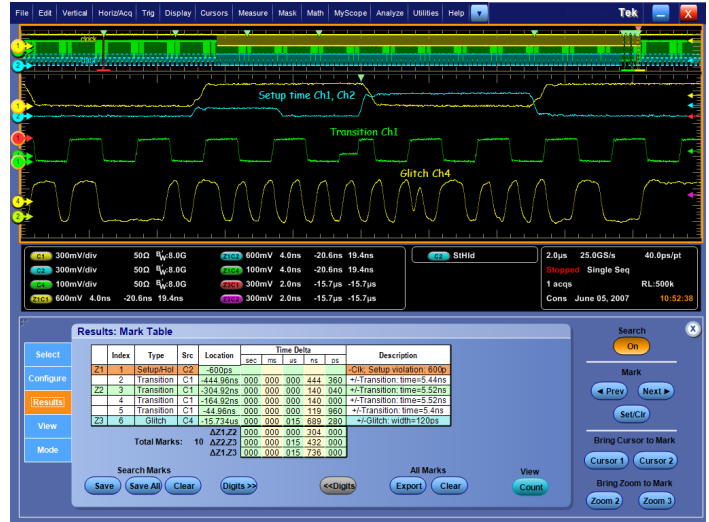 File Edit Vertical Horiz/Acq Trig Display Cursors Measure Mask Math MyScope Analyze Utilities Help Tek X
clock
Setup time Ch1, Ch2
Transition Ch1
Glitch Ch4
C1 300mV/div 50Ω BW:8.0G Z1C2 600mV 4.0ns -20.6ns 19.4ns C2 StHld 2.0µs 25.0GS/s 40.0ps/pt
C2 300mV/div 50Ω BW:8.0G Z1C4 100mV 4.0ns -20.6ns 19.4ns Stopped Single Seq
C4 100mV/div 50Ω BW:8.0G Z3C1 300mV 2.0ns -15.7µs -15.7µs 1 acqs RL:500k
Z1C1 600mV 4.0ns -20.6ns 19.4ns 300mV 2.0ns -15.7µs -15.7µs Cons June 05, 2007 10:52:38
Results: Mark Table
Select
Configure
Results
View
Mode
Index Type Src Location Time Delta Description
sec ms us ns ps
Z1 1 Setup/Hol C2 -600ps -Clk; Setup violation: 600p
2 Transition C1 -444.96ns 000 000 000 444 360 +/-Transition: time=5.44ns
Z2 3 Transition C1 -304.92ns 000 000 000 140 040 +/-Transition: time=5.52ns
4 Transition C1 -164.92ns 000 000 000 140 000 +/-Transition: time=5.52ns
5 Transition C1 -44.96ns 000 000 000 119 960 +/-Transition: time=5.4ns
Z3 6 Glitch C4 -15.734us 000 000 015 689 280 +/-Glitch: width=120ps
ΔZ1,Z2 000 000 000 304 000
Total Marks: 10 ΔZ2,Z3 000 000 015 432 000
ΔZ1,Z3 000 000 015 736 000
Search Marks
Save Save All Clear Digits >> <<Digits
All Marks
Export Clear
View
Count
Search
On
X
Mark
Prev Next
Set/Clr
Bring Cursor to Mark
Cursor 1 Cursor 2
Bring Zoom to Mark
Zoom 2 Zoom 3